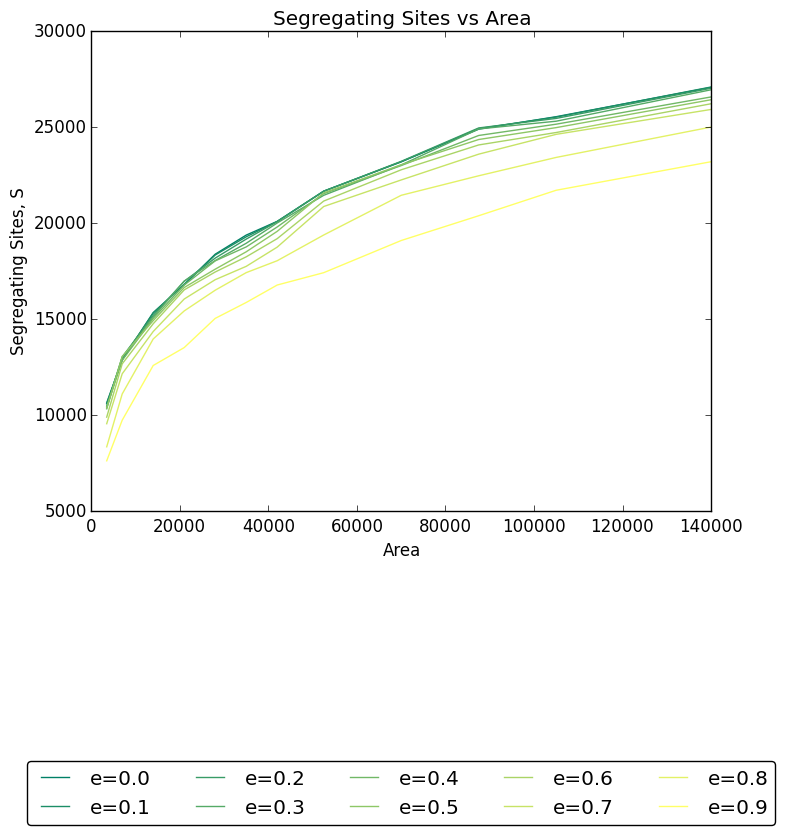 Segregating Sites vs Area
30000
25000
20000
15000
10000
5000
Segregating Sites, S
0 20000 40000 60000 80000 100000 120000 140000
Area
e=0.0 e=0.2 e=0.4 e=0.6 e=0.8
e=0.1 e=0.3 e=0.5 e=0.7 e=0.9